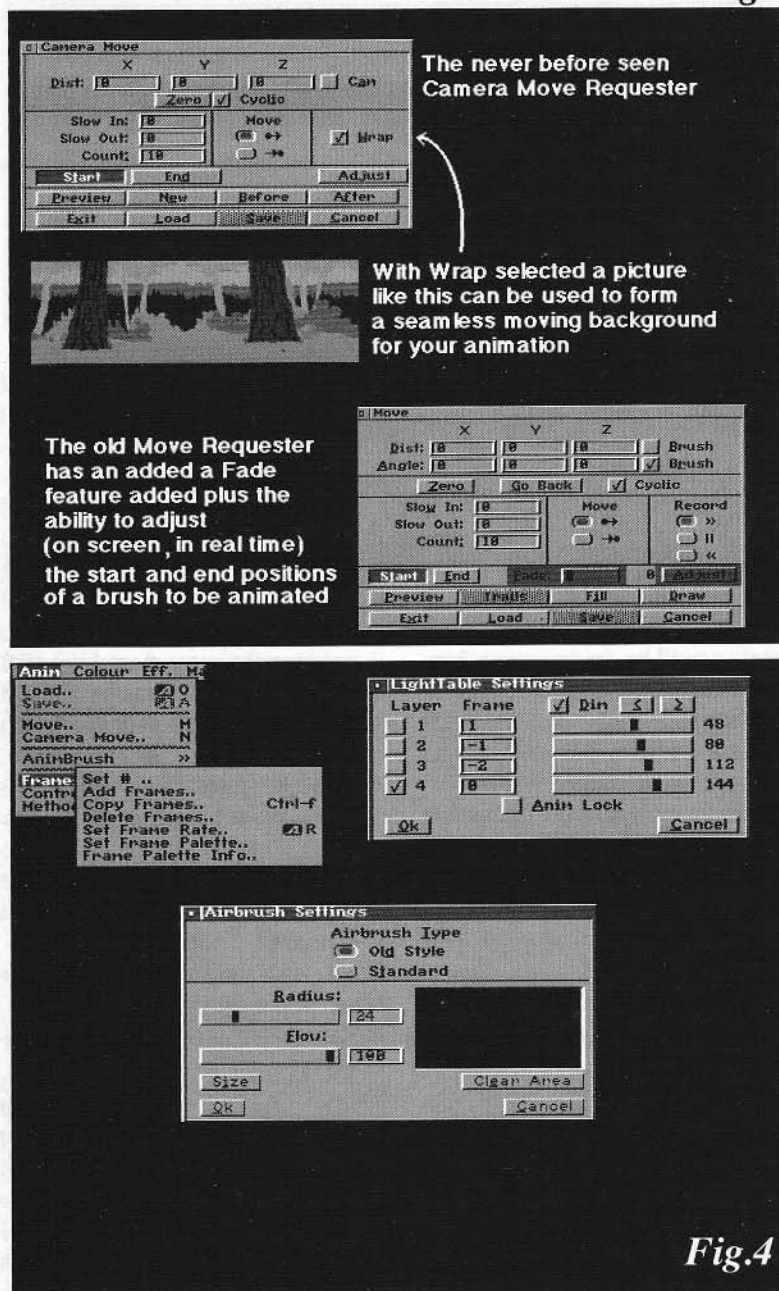 Camera Move
X Y Z
Dist: 0 0 0 Cam
Zero Cyclic
Slow In: 0 Move
Slow Out: 0
Count: 10 Wrap
Start End Adjust
Preview New Before After
Exit Load Save Cancel
The never before seen
Camera Move Requester
With Wrap selected a picture
like this can be used to form
a seamless moving background
for your animation
The old Move Requester
has an added a Fade
feature added plus the
ability to adjust
(on screen, in real time)
the start and end positions
of a brush to be animated
Move
X Y Z
Dist: 0 0 0 Brush
Angle: 0 0 0 Brush
Zero Go Back Cyclic
Slow In: 0 Move Record
Slow Out: 0 »
Count: 10 «
Start End Fade: 0 Adjust
Preview Trails Fill Draw
Exit Load Save Cancel
Anim Colour Eff.
Load.. O
Save.. A
Move.. M
Camera Move.. N
AnimBrush »
Frame
Set # ..
Add Frames..
Copy Frames.. Ctrl-f
Delete Frames..
Set Frame Rate.. R
Set Frame Palette..
Frame Palette Info..
LightTable Settings
Layer Frame Dim < >
1 1 48
2 -1 80
3 -2 112
4 0 144
Anim Lock
Ok Cancel
Airbrush Settings
Airbrush Type
Old Style
Standard
Radius:
24
Flow:
100
Size Clear Area
Ok Cancel
Fig.4